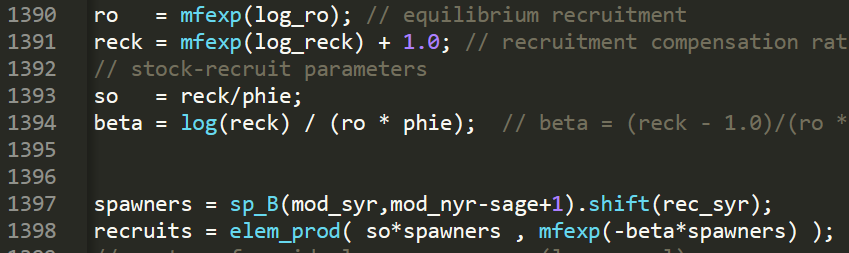 1390 ro   = mfexp(log_ro); // equilibrium recruitment
1391 reck = mfexp(log_reck) + 1.0; // recruitment compensation rat
1392 // stock-recruit parameters
1393 so   = reck/phie;
1394 beta = log(reck) / (ro * phie);  // beta = (reck - 1.0)/(ro *
1395
1396
1397 spawners = sp_B(mod_syr,mod_nyr-sage+1).shift(rec_syr);
1398 recruits = elem_prod( so*spawners , mfexp(-beta*spawners) );